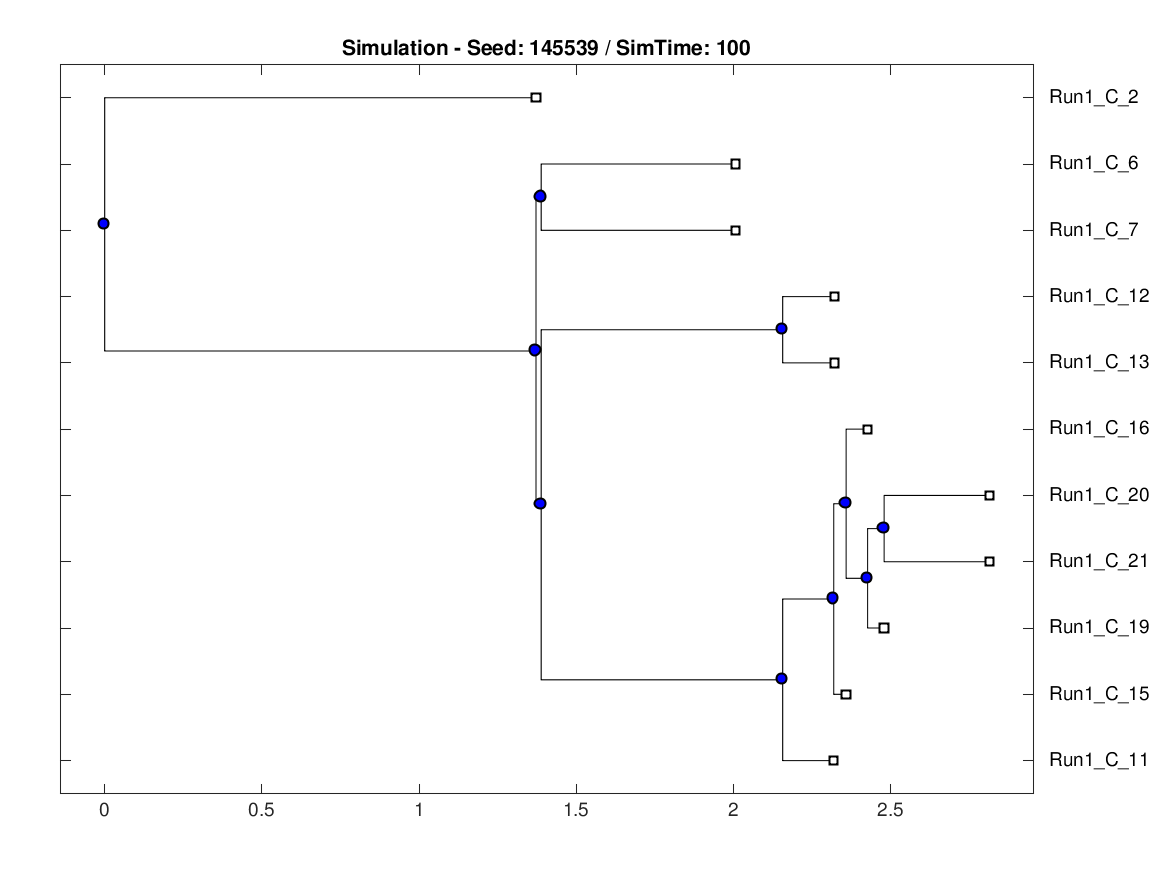 Simulation - Seed: 145539 / SimTime: 100
Run1_C_2
Run1_C_6
Run1_C_7
Run1_C_12
Run1_C_13
Run1_C_16
Run1_C_20
Run1_C_21
Run1_C_19
Run1_C_15
Run1_C_11
0 0.5 1 1.5 2 2.5